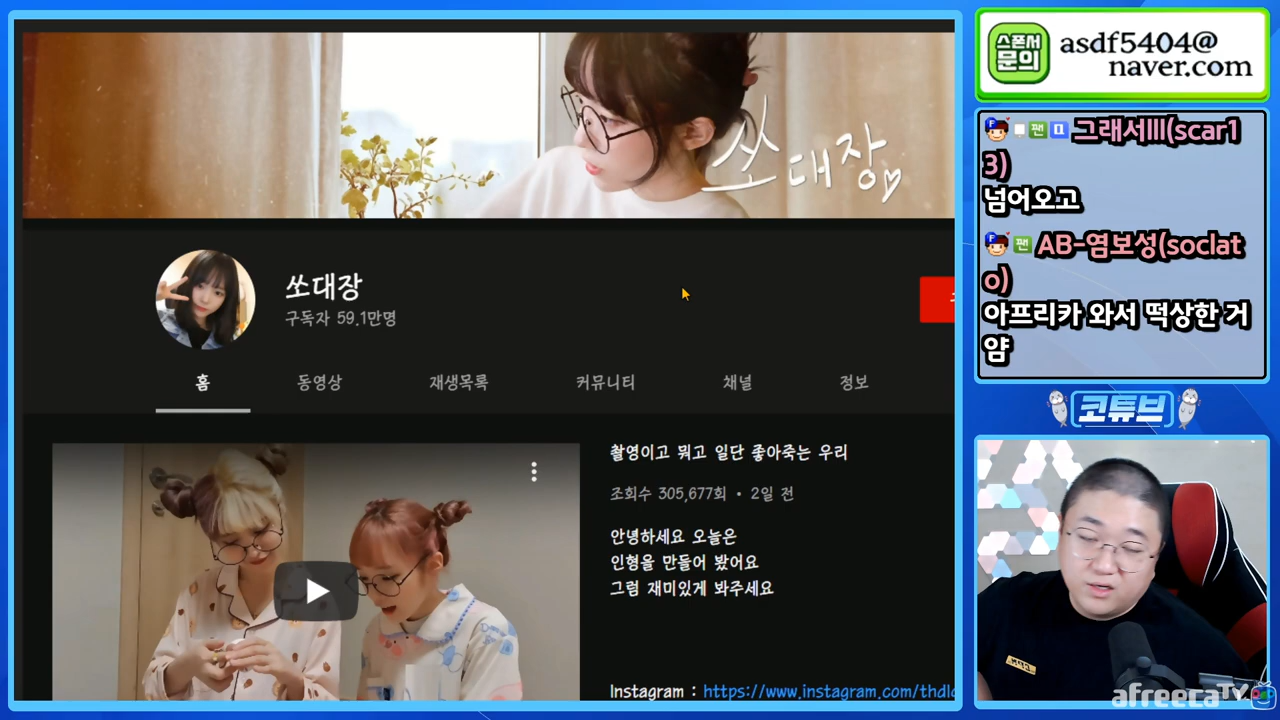 쏘대장
쏘대장
구독자 59.1만명
홈
동영상
재생목록
커뮤니티
채널
정보
촬영이고 뭐고 일단 좋아죽는 우리
조회수 305,677회 • 2일 전
안녕하세요 오늘은
인형을 만들어 봤어요
그럼 재미있게 봐주세요
Instagram : https://www.instagram.com/thdl
스폰서
문의
asdf5404@
naver.com
팬
그래서lll(scar1
3)
넘어오고
팬
AB-염보성(soclat
o)
아프리카 와서 떡상한 거
얌
코튜브
afreecaTV